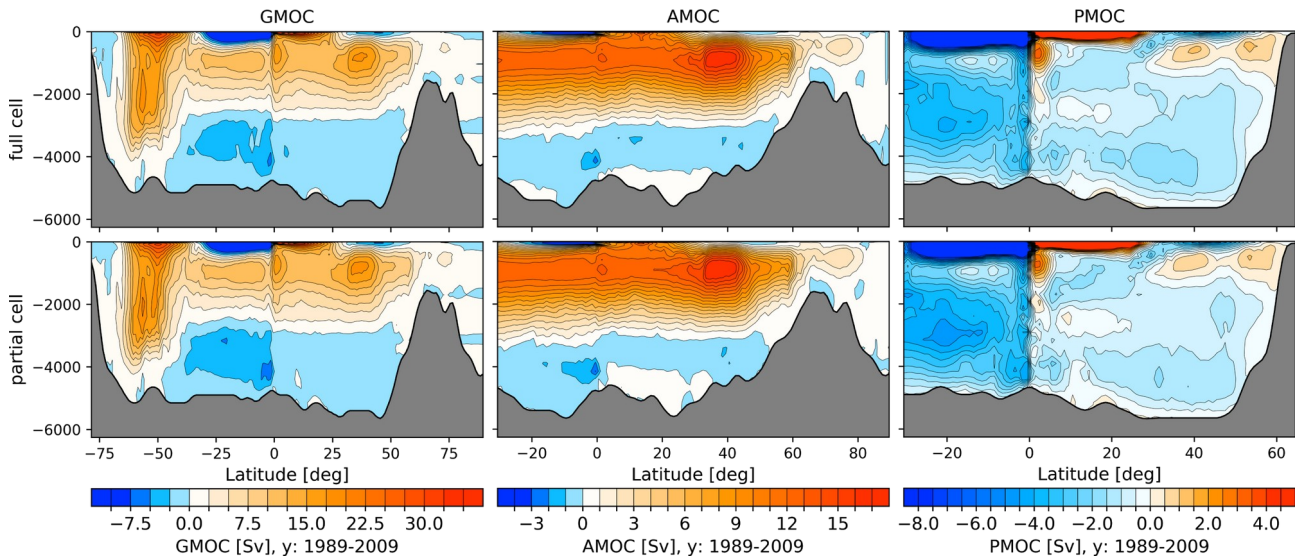 GMOC
AMOC
PMOC
full cell
0
−2000
−4000
−6000
partial cell
0
−2000
−4000
−6000
−75 −50 −25 0 25 50 75
−20 0 20 40 60 80
−20 0 20 40 60
Latitude [deg]
Latitude [deg]
Latitude [deg]
−7.5 0.0 7.5 15.0 22.5 30.0
−3 0 3 6 9 12 15
−8.0 −6.0 −4.0 −2.0 0.0 2.0 4.0
GMOC [Sv], y: 1989-2009
AMOC [Sv], y: 1989-2009
PMOC [Sv], y: 1989-2009